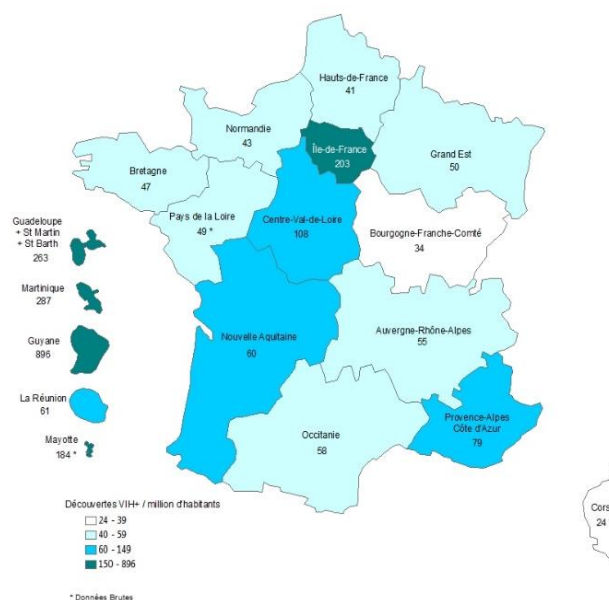 Hauts-de-France
41
Normandie
43
Île-de-France
203
Grand Est
50
Bretagne
47
Pays de la Loire
49 *
Centre-Val-de-Loire
108
Bourgogne-Franche-Comté
34
Guadeloupe
+ St Martin
+ St Barth
263
Martinique
287
Guyane
896
La Réunion
61
Mayotte
184 *
Nouvelle Aquitaine
60
Auvergne-Rhône-Alpes
55
Occitanie
58
Provence-Alpes
Côte d'Azur
79
Cors
24
Découvertes VIH+ / million d'habitants
24 - 39
40 - 59
60 - 149
150 - 896
* Données Brutes